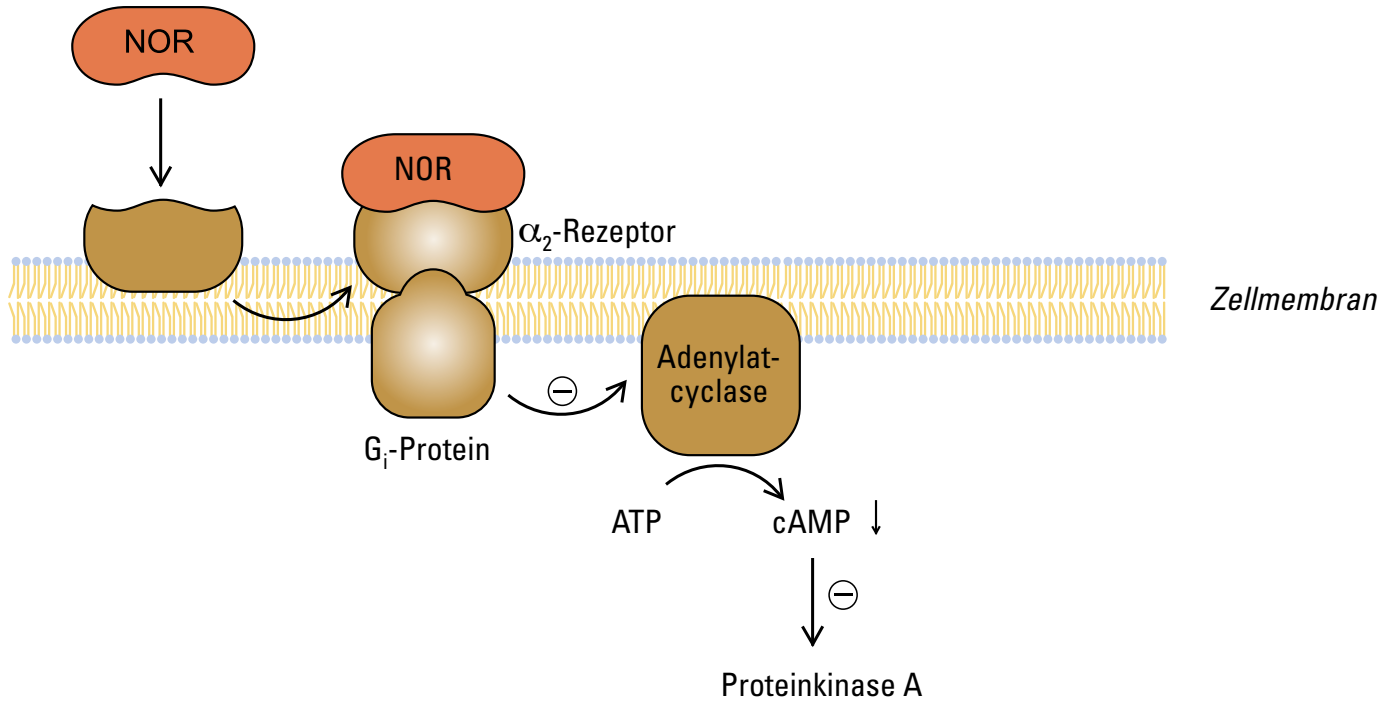 NOR
NOR
α₂-Rezeptor
Zellmembran
Adenylat-
cyclase
Gᵢ-Protein
ATP
cAMP ↓
Proteinkinase A